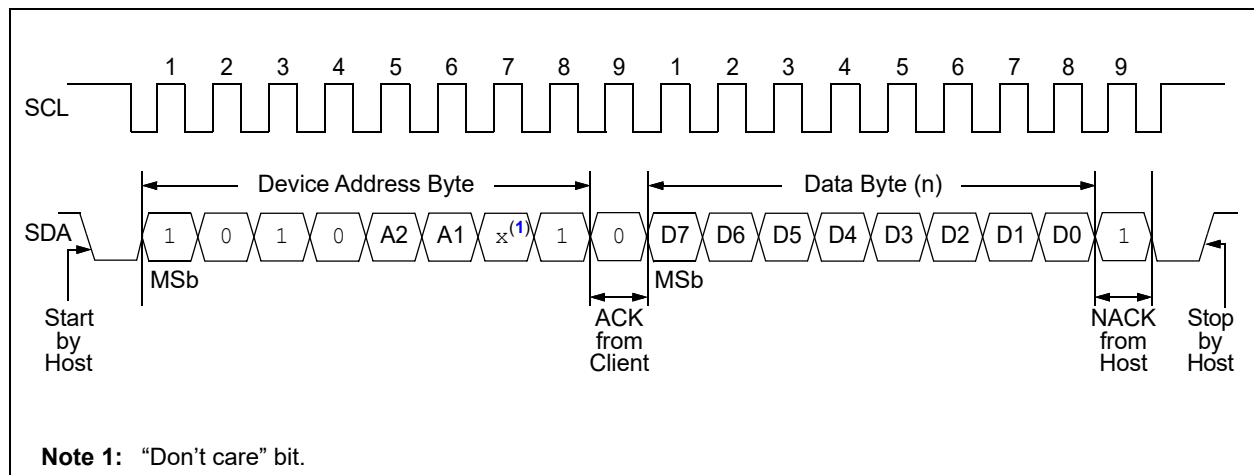 1 2 3 4 5 6 7 8 9 1 2 3 4 5 6 7 8 9
SCL
Device Address Byte Data Byte (n)
SDA 1 0 1 0 A2 A1 x(1) 1 0 D7 D6 D5 D4 D3 D2 D1 D0 1
MSb MSb
Start by Host
ACK from Client
NACK from Host
Stop by Host
Note 1: “Don’t care” bit.